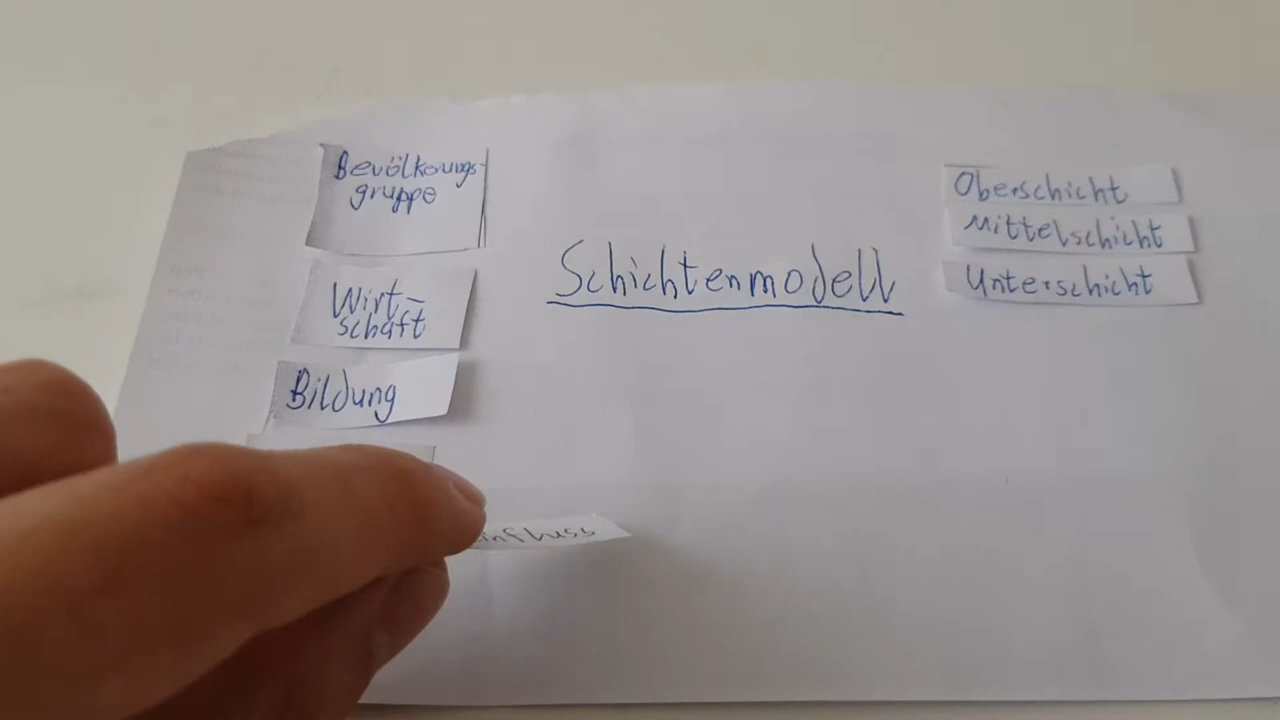 Bevölkerungs-
gruppe
Wirt-
schaft
Bildung
Schichtenmodell
Oberschicht
Mittelschicht
Unterschicht